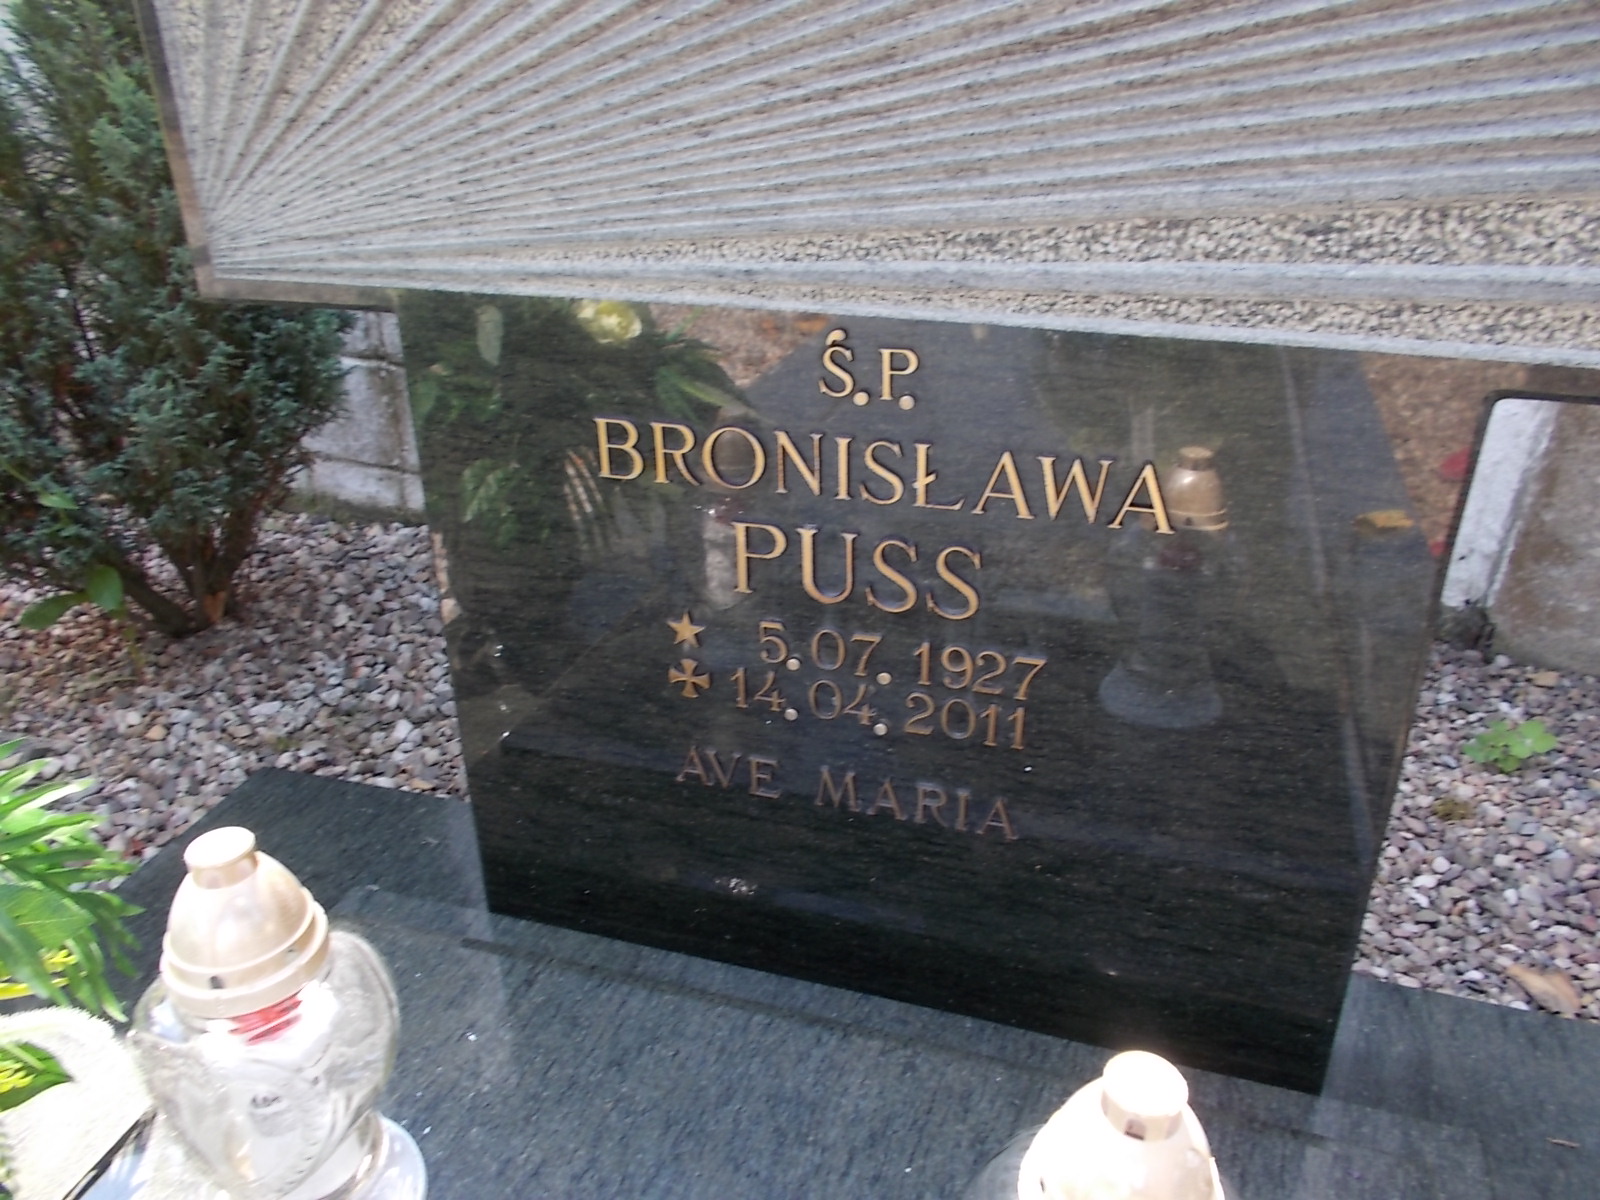 Ś.P.
BRONISŁAWA
PUSS
5.07.1927
14.04.2011
AVE MARIA